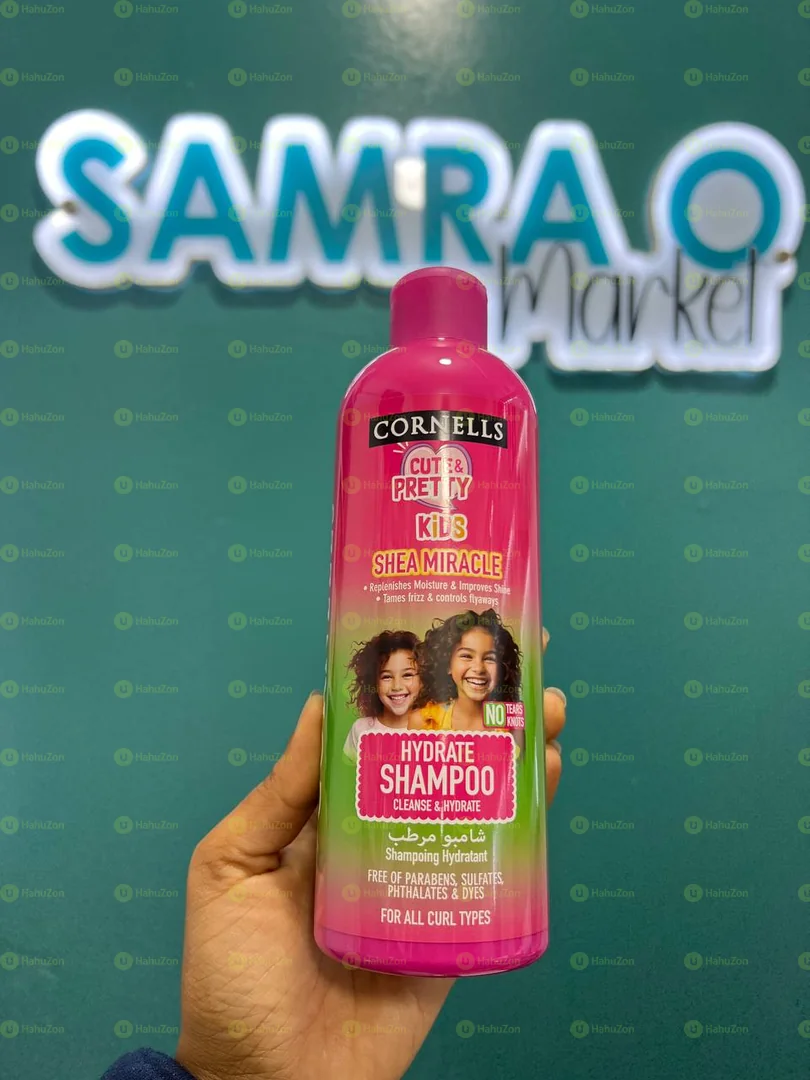 SAMRA O
Market
CORNELLS
CUTE &
PRETTY
KiDS
SHEA MIRACLE
• Replenishes Moisture & Improves Shine
• Tames frizz & controls flyaways
NO TEARS
KNOTS
HYDRATE
SHAMPOO
CLEANSE & HYDRATE
شامبو مرطب
Shampoing Hydratant
FREE OF PARABENS, SULFATES,
PHTHALATES & DYES
FOR ALL CURL TYPES
HahuZon